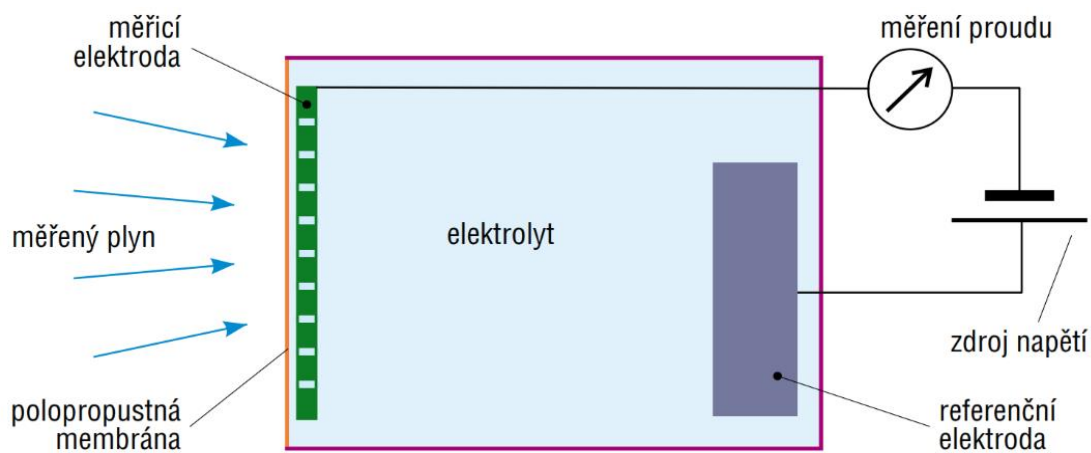 měřicí
elektroda
měření proudu
měřený plyn
elektrolyt
zdroj napětí
polopropustná
membrána
referenční
elektroda